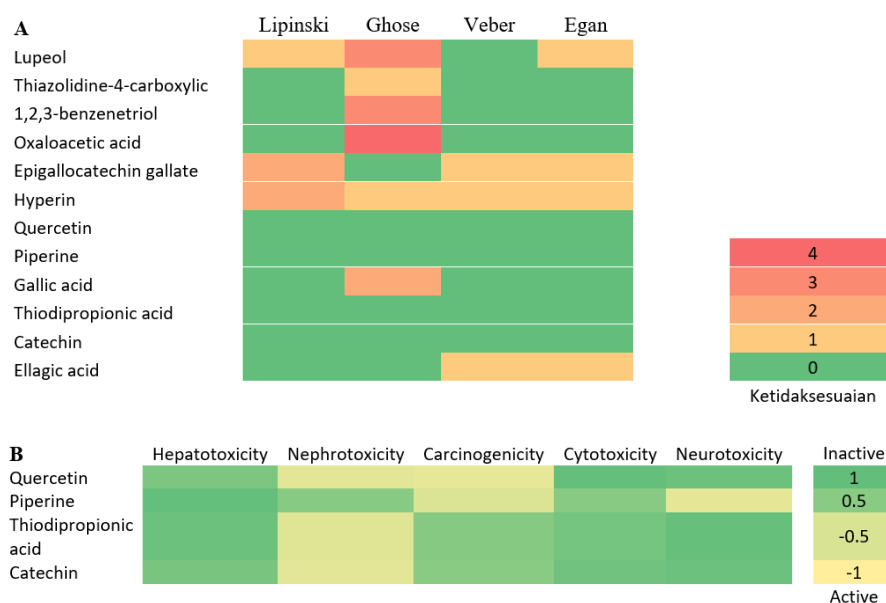 A
Lipinski Ghose Veber Egan
Lupeol
Thiazolidine-4-carboxylic
1,2,3-benzenetriol
Oxaloacetic acid
Epigallocatechin gallate
Hyperin
Quercetin
Piperine
Gallic acid
Thiodipropionic acid
Catechin
Ellagic acid
4
3
2
1
0
Ketidaksesuaian
B
Hepatotoxicity Nephrotoxicity Carcinogenicity Cytotoxicity Neurotoxicity
Quercetin
Piperine
Thiodipropionic
acid
Catechin
Inactive
1
0.5
-0.5
-1
Active